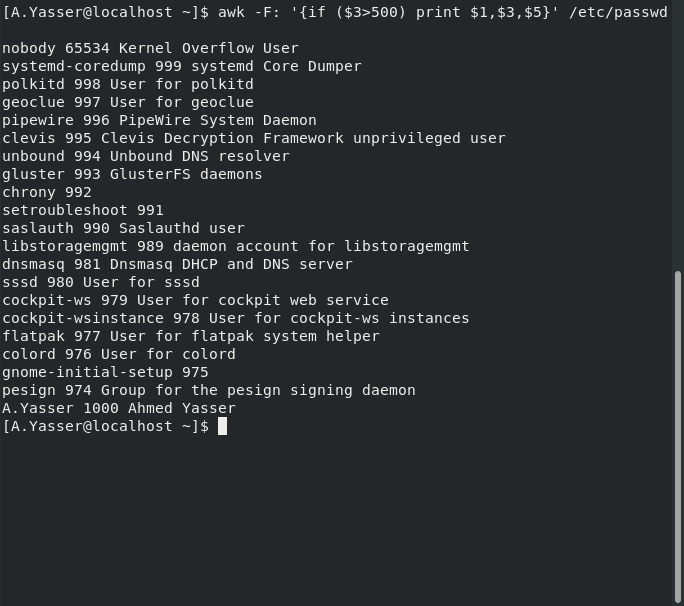 [A.Yasser@localhost ~]$ awk -F: '{if ($3>500) print $1,$3,$5}' /etc/passwd
nobody 65534 Kernel Overflow User
systemd-coredump 999 systemd Core Dumper
polkitd 998 User for polkitd
geoclue 997 User for geoclue
pipewire 996 PipeWire System Daemon
clevis 995 Clevis Decryption Framework unprivileged user
unbound 994 Unbound DNS resolver
gluster 993 GlusterFS daemons
chrony 992
setroubleshoot 991
saslauth 990 Saslauthd user
libstoragemgmt 989 daemon account for libstoragemgmt
dnsmasq 981 Dnsmasq DHCP and DNS server
sssd 980 User for sssd
cockpit-ws 979 User for cockpit web service
cockpit-wsinstance 978 User for cockpit-ws instances
flatpak 977 User for flatpak system helper
colord 976 User for colord
gnome-initial-setup 975
pesign 974 Group for the pesign signing daemon
A.Yasser 1000 Ahmed Yasser
[A.Yasser@localhost ~]$